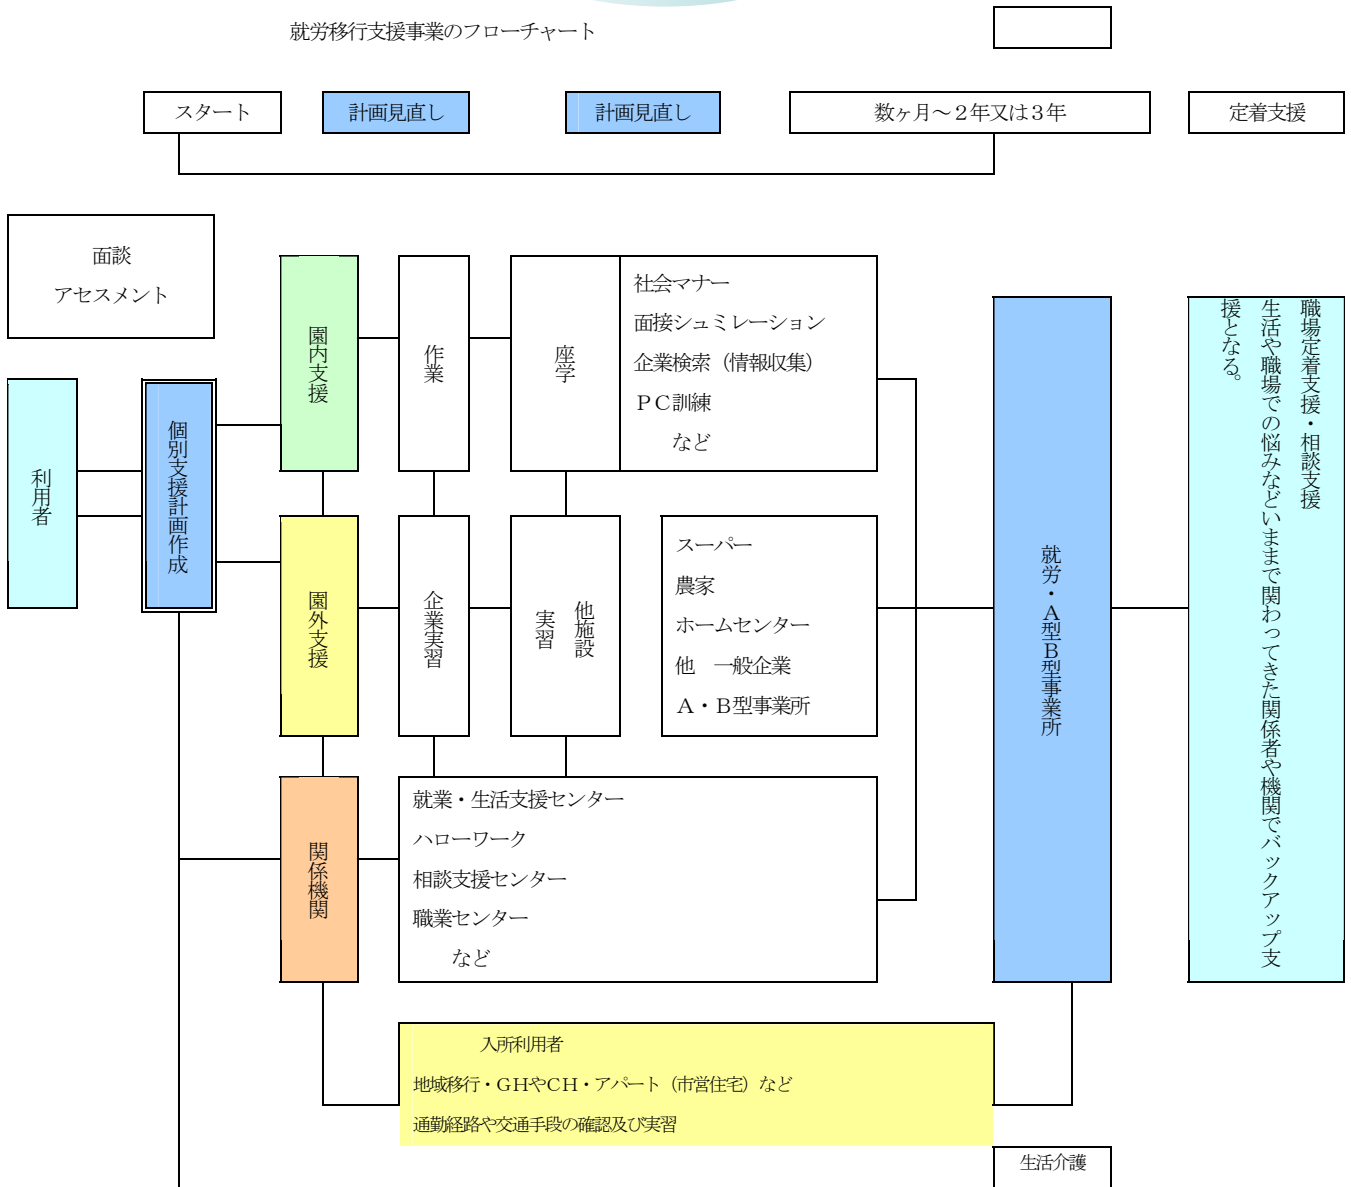 就労移行支援事業のフローチャート
スタート
計画見直し
計画見直し
数ヶ月～２年又は３年
定着支援
面談
アセスメント
利用者
個別支援計画作成
園内支援
作業
座学
社会マナー
面接シュミレーション
企業検索（情報収集）
ＰＣ訓練
など
園外支援
企業実習
他施設
実習
スーパー
農家
ホームセンター
他　一般企業
Ａ・Ｂ型事業所
関係機関
就業・生活支援センター
ハローワーク
相談支援センター
職業センター
など
就労・Ａ型Ｂ型事業所
職場定着支援・相談支援
生活や職場での悩みなどいままで関わってきた関係者や機関でバックアップ支
援となる。
入所利用者
地域移行・ＧＨやＣＨ・アパート（市営住宅）など
通勤経路や交通手段の確認及び実習
生活介護